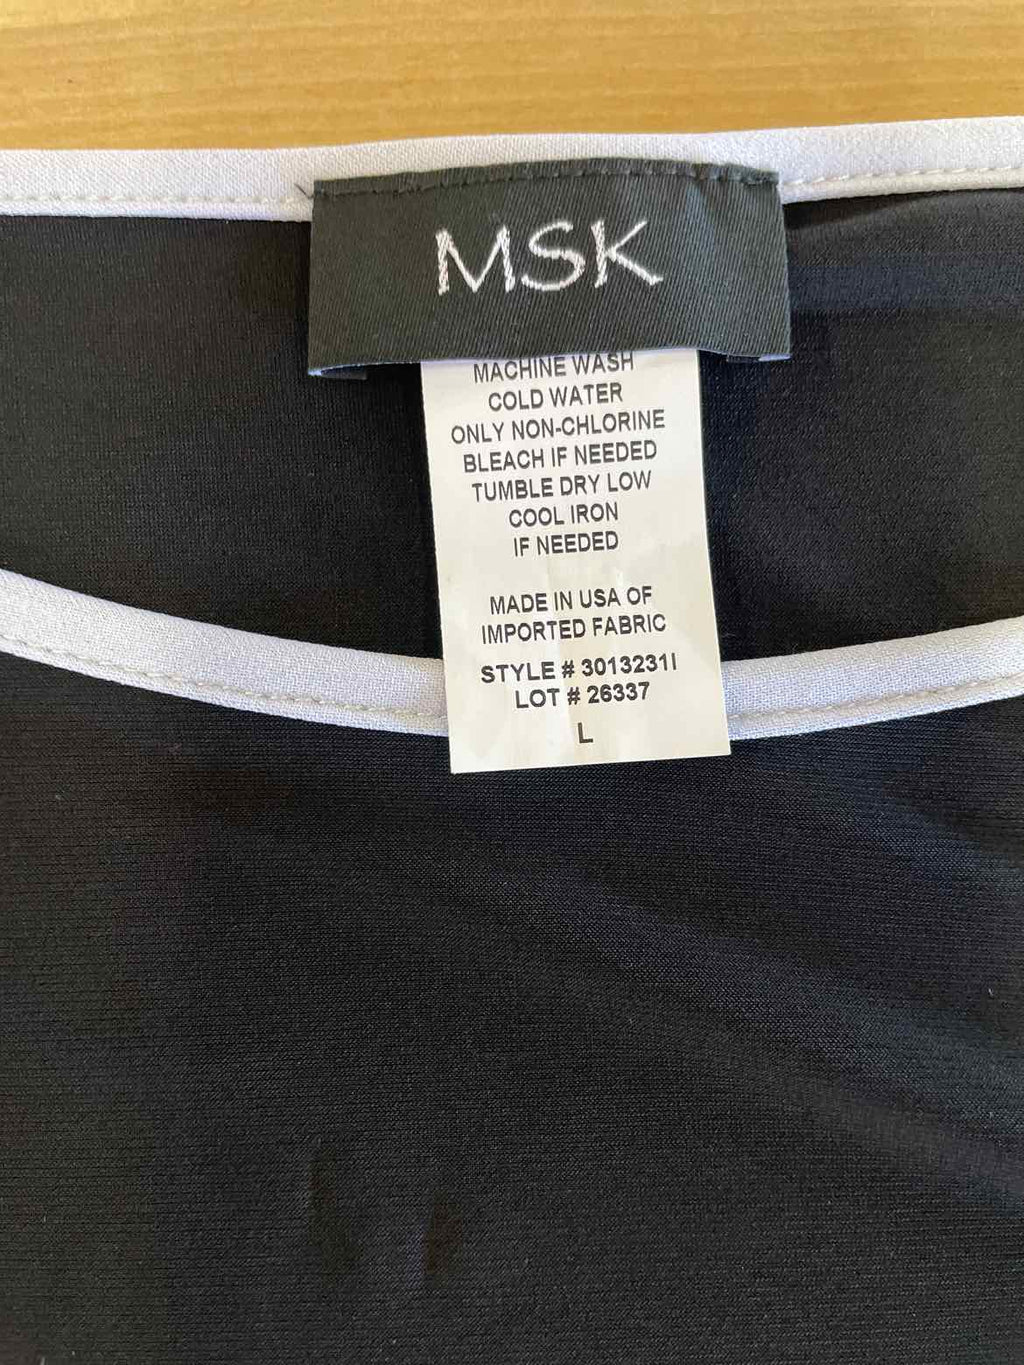 MSK
MACHINE WASH
COLD WATER
ONLY NON-CHLORINE
BLEACH IF NEEDED
TUMBLE DRY LOW
COOL IRON
IF NEEDED
MADE IN USA OF
IMPORTED FABRIC
STYLE # 3013231I
LOT # 26337
L